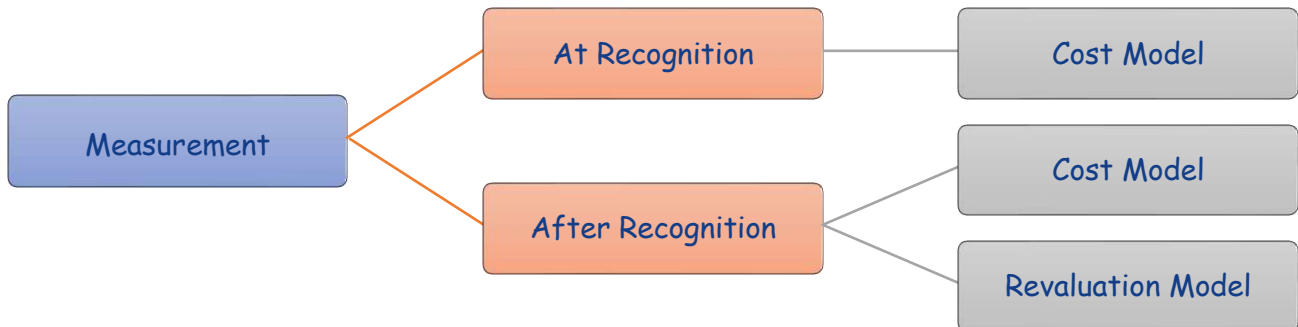 Measurement
At Recognition
Cost Model
After Recognition
Cost Model
Revaluation Model